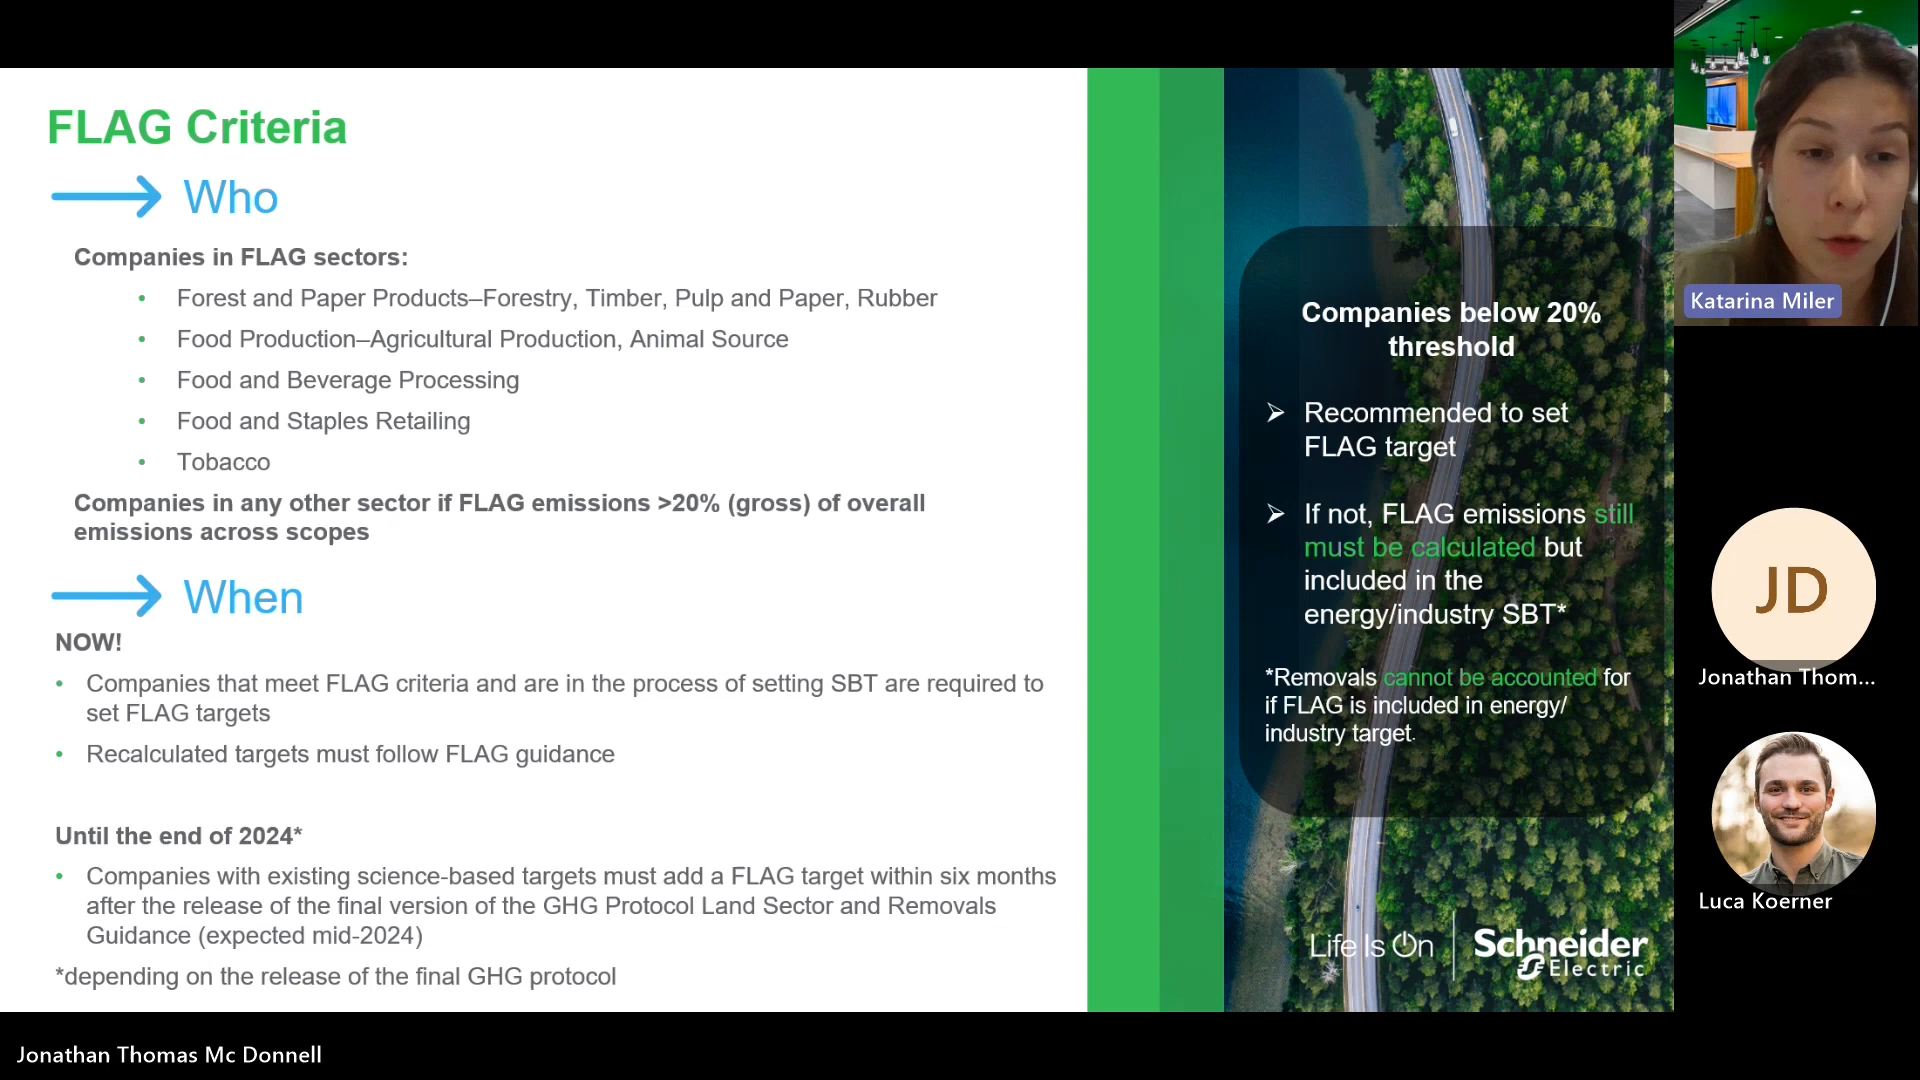 FLAG Criteria
Who
Companies in FLAG sectors:
• Forest and Paper Products–Forestry, Timber, Pulp and Paper, Rubber
• Food Production–Agricultural Production, Animal Source
• Food and Beverage Processing
• Food and Staples Retailing
• Tobacco
Companies in any other sector if FLAG emissions >20% (gross) of overall
emissions across scopes
When
NOW!
• Companies that meet FLAG criteria and are in the process of setting SBT are required to
set FLAG targets
• Recalculated targets must follow FLAG guidance
Until the end of 2024*
• Companies with existing science-based targets must add a FLAG target within six months
after the release of the final version of the GHG Protocol Land Sector and Removals
Guidance (expected mid-2024)
*depending on the release of the final GHG protocol
Companies below 20%
threshold
➢ Recommended to set
FLAG target
➢ If not, FLAG emissions still
must be calculated but
included in the
energy/industry SBT*
*Removals cannot be accounted for
if FLAG is included in energy/
industry target.
Life Is On
Schneider
Electric
Katarina Miler
JD
Jonathan Thom...
Luca Koerner
Jonathan Thomas Mc Donnell